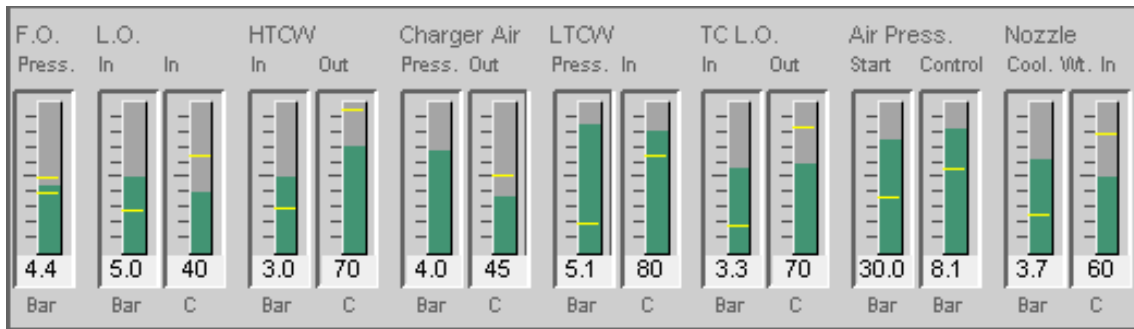 F.O. L.O. HTCW Charger Air LTCW TC L.O. Air Press. Nozzle
Press. In In In Out Press. Out Press. In In Out Start Control Cool. Wt. In
4.4 5.0 40 3.0 70 4.0 45 5.1 80 3.3 70 30.0 8.1 3.7 60
Bar Bar C Bar C Bar C Bar C Bar C Bar Bar Bar C